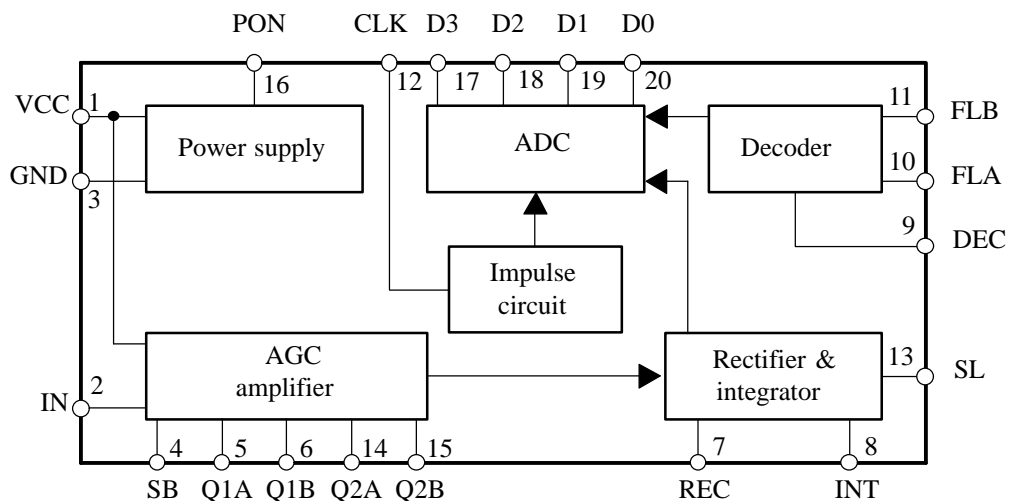 PON CLK D3 D2 D1 D0
16 12 17 18 19 20
VCC 1 11 FLB
Power supply ADC Decoder
GND 3 10 FLA
9 DEC
Impulse
circuit
AGC
amplifier
Rectifier &
integrator
13 SL
IN 2
4 5 6 14 15 7 8
SB Q1A Q1B Q2A Q2B REC INT